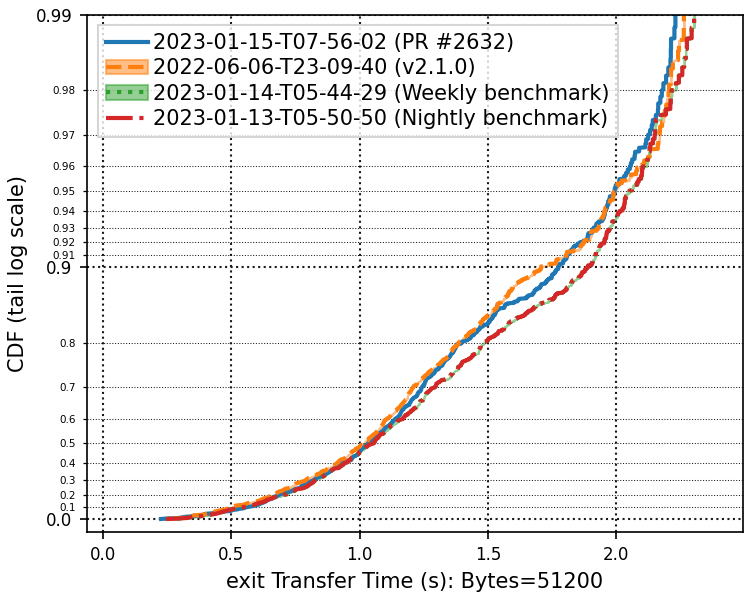 0.99
2023-01-15-T07-56-02 (PR #2632)
2022-06-06-T23-09-40 (v2.1.0)
2023-01-14-T05-44-29 (Weekly benchmark)
2023-01-13-T05-50-50 (Nightly benchmark)
0.98
0.97
0.96
0.95
0.94
0.93
0.92
0.91
0.9
0.8
0.7
0.6
0.5
0.4
0.3
0.2
0.1
0.0
CDF (tail log scale)
0.0 0.5 1.0 1.5 2.0
exit Transfer Time (s): Bytes=51200